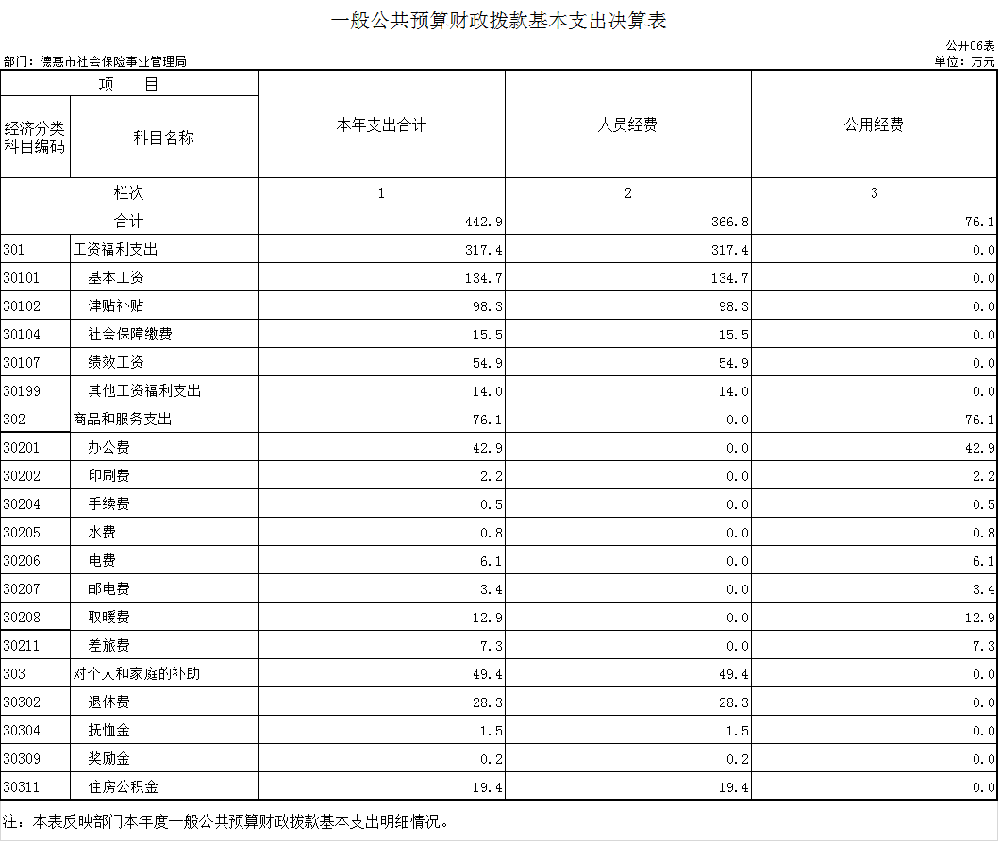 一般公共预算财政拨款基本支出决算表
公开06表
部门：德惠市社会保险事业管理局 单位：万元
项 目 本年支出合计 人员经费 公用经费
经济分类科目编码 科目名称
栏次 1 2 3
合计 442.9 366.8 76.1
301 工资福利支出 317.4 317.4 0.0
30101 基本工资 134.7 134.7 0.0
30102 津贴补贴 98.3 98.3 0.0
30104 社会保障缴费 15.5 15.5 0.0
30107 绩效工资 54.9 54.9 0.0
30199 其他工资福利支出 14.0 14.0 0.0
302 商品和服务支出 76.1 0.0 76.1
30201 办公费 42.9 0.0 42.9
30202 印刷费 2.2 0.0 2.2
30204 手续费 0.5 0.0 0.5
30205 水费 0.8 0.0 0.8
30206 电费 6.1 0.0 6.1
30207 邮电费 3.4 0.0 3.4
30208 取暖费 12.9 0.0 12.9
30211 差旅费 7.3 0.0 7.3
303 对个人和家庭的补助 49.4 49.4 0.0
30302 退休费 28.3 28.3 0.0
30304 抚恤金 1.5 1.5 0.0
30309 奖励金 0.2 0.2 0.0
30311 住房公积金 19.4 19.4 0.0
注：本表反映部门本年度一般公共预算财政拨款基本支出明细情况。